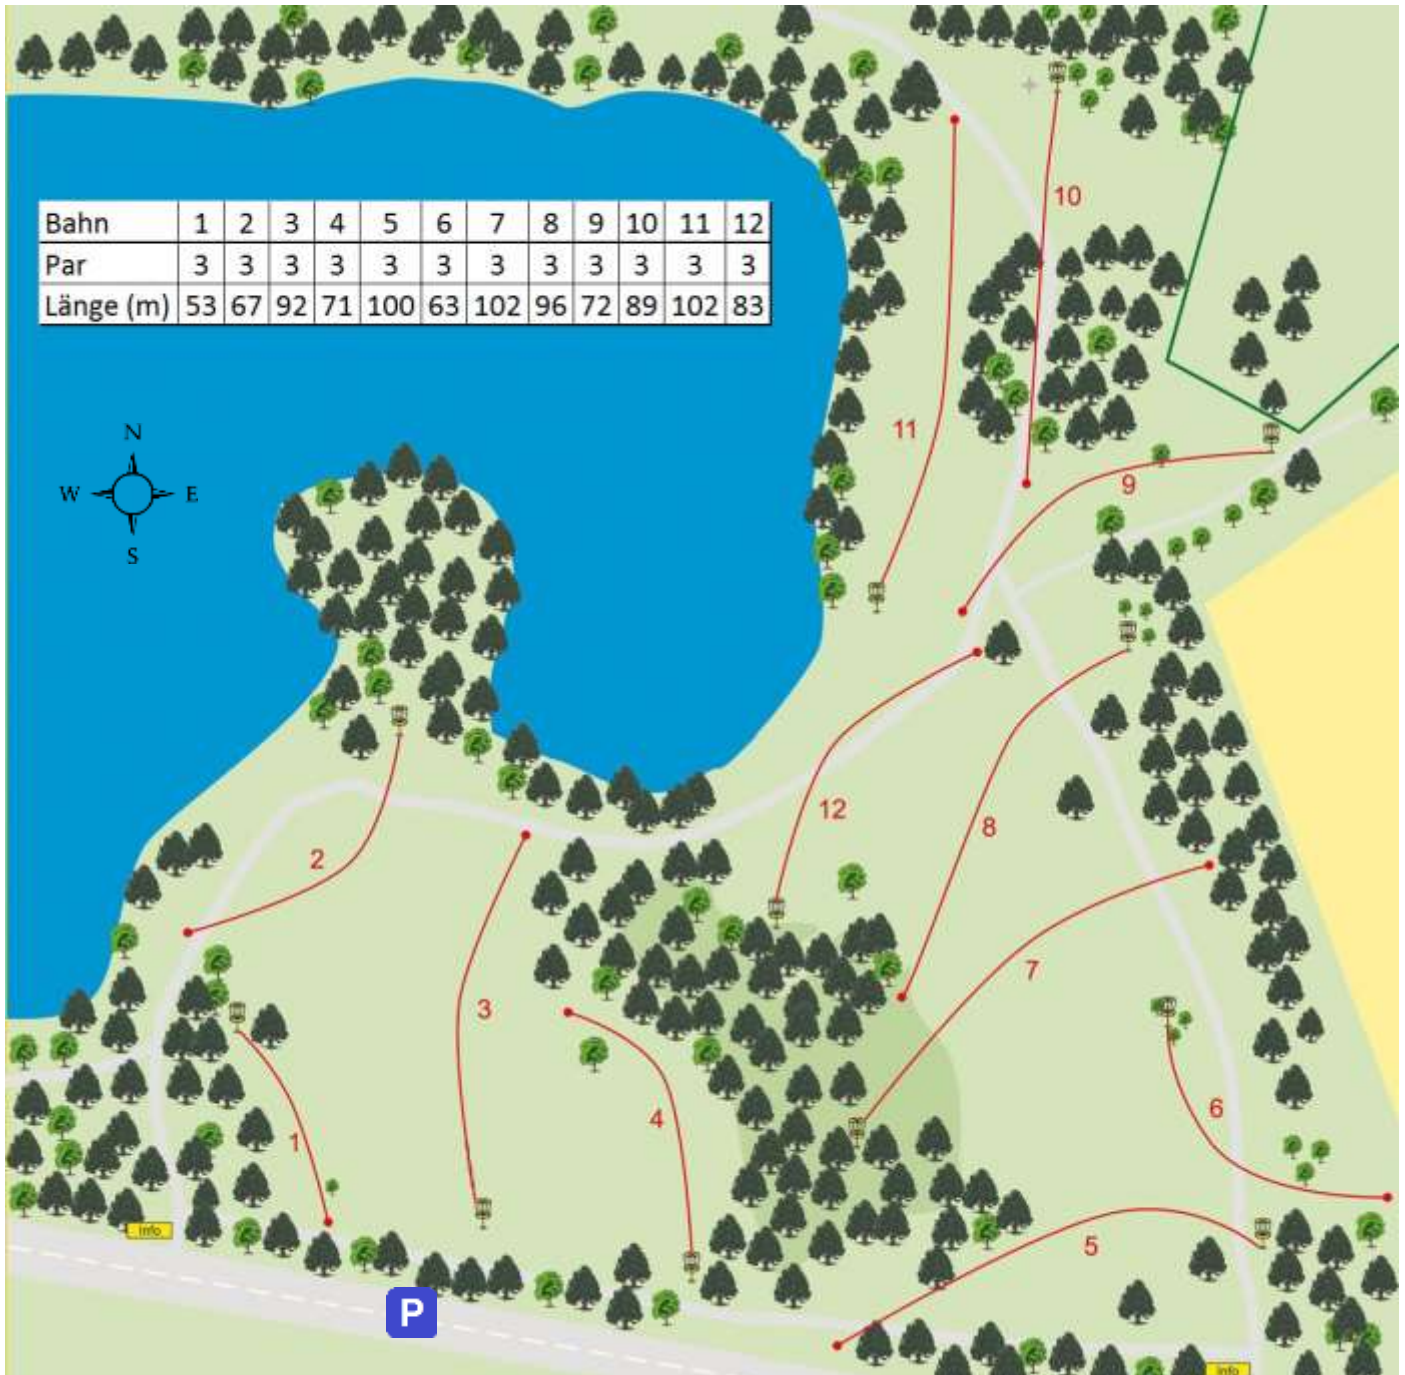 10
Bahn 1 2 3 4 5 6 7 8 9 10 11 12
Par 3 3 3 3 3 3 3 3 3 3 3 3
Länge (m) 53 67 92 71 100 63 102 96 72 89 102 83
N
W E
S
11
9
12
8
2
7
3
4
6
1
Info
5
P
Info